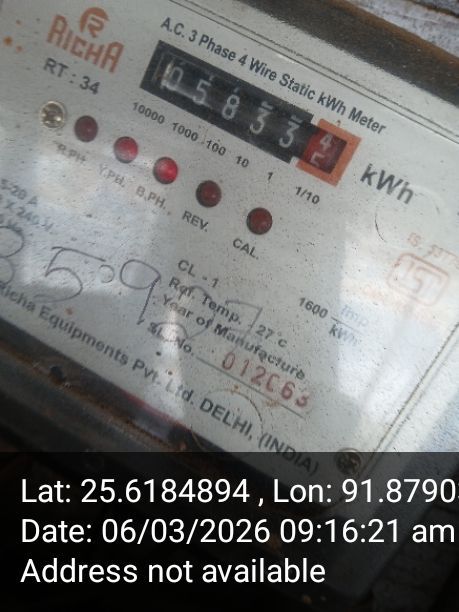 RICHA
A.C. 3 Phase 4 Wire Static kWh Meter
RT : 34
05833
10000 1000 100 10 1 1/10
kWh
R.PH. Y.PH. B.PH. REV. CAL.
CL - 1
Ref. Temp. 27°c
1600 imp kWh
Year of Manufacture
Sl. No. 012C63
Richa Equipments Pvt. Ltd. DELHI, (INDIA)
Lat: 25.6184894 , Lon: 91.8790
Date: 06/03/2026 09:16:21 am
Address not available